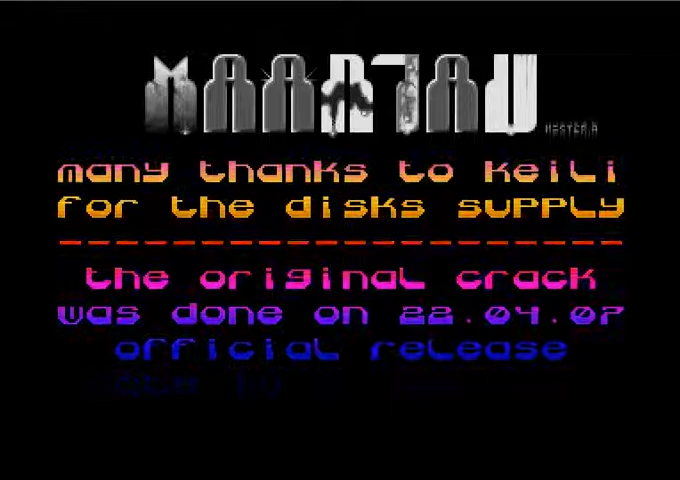 many thanks to keili
for the disks supply
the original crack
was done on 22.04.07
official release